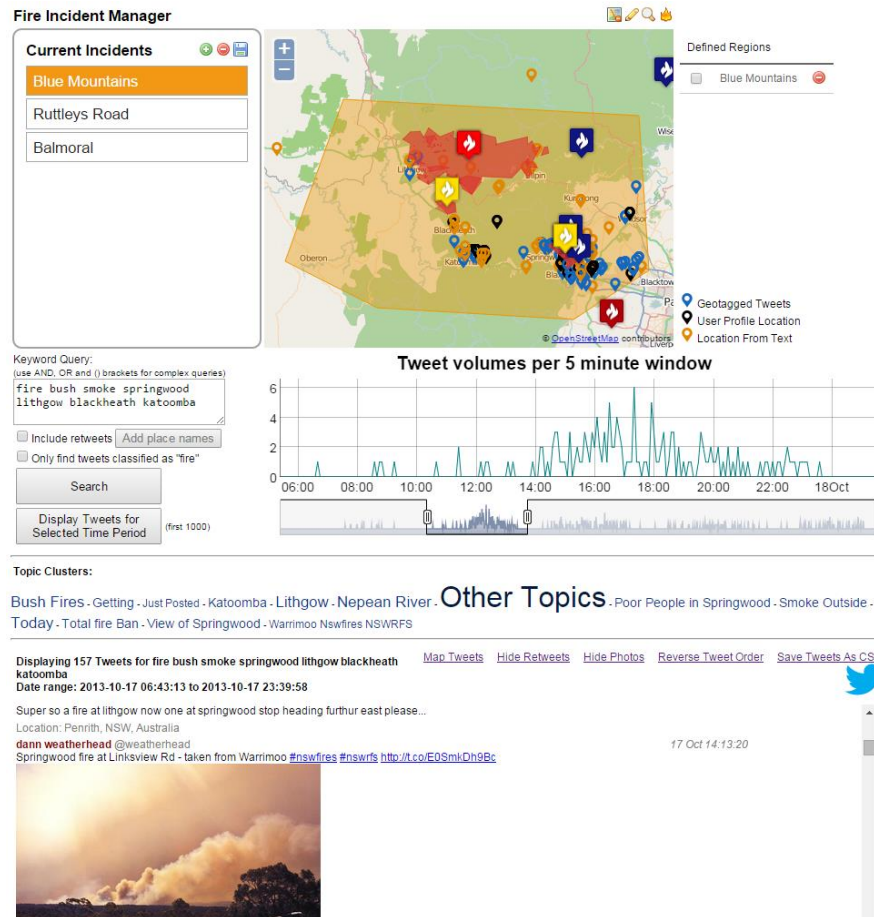 Fire Incident Manager
Current Incidents
Blue Mountains
Ruttleys Road
Balmoral
+
−
Oberon
© OpenStreetMap contributors
Defined Regions
Blue Mountains
Geotagged Tweets
User Profile Location
Location From Text
Keyword Query:
(use AND, OR and () brackets for complex queries)
fire bush smoke springwood
lithgow blackheath katoomba
Include retweets Add place names
Only find tweets classified as "fire"
Search
Display Tweets for
Selected Time Period
(first 1000)
Tweet volumes per 5 minute window
6
4
2
0
06:00 08:00 10:00 12:00 14:00 16:00 18:00 20:00 22:00 18Oct
Topic Clusters:
Bush Fires - Getting - Just Posted - Katoomba - Lithgow - Nepean River - Other Topics - Poor People in Springwood - Smoke Outside -
Today - Total fire Ban - View of Springwood - Warrimoo Nswfires NSWRFS
Displaying 157 Tweets for fire bush smoke springwood lithgow blackheath
katoomba
Date range: 2013-10-17 06:43:13 to 2013-10-17 23:39:58
Map Tweets Hide Retweets Hide Photos Reverse Tweet Order Save Tweets As CS
Super so a fire at lithgow now one at springwood stop heading furthur east please...
Location: Penrith, NSW, Australia
dann weatherhead @weatherhead 17 Oct 14:13:20
Springwood fire at Linksview Rd - taken from Warrimoo #nswfires #nswrfs http://t.co/E0SmkDh9Bc